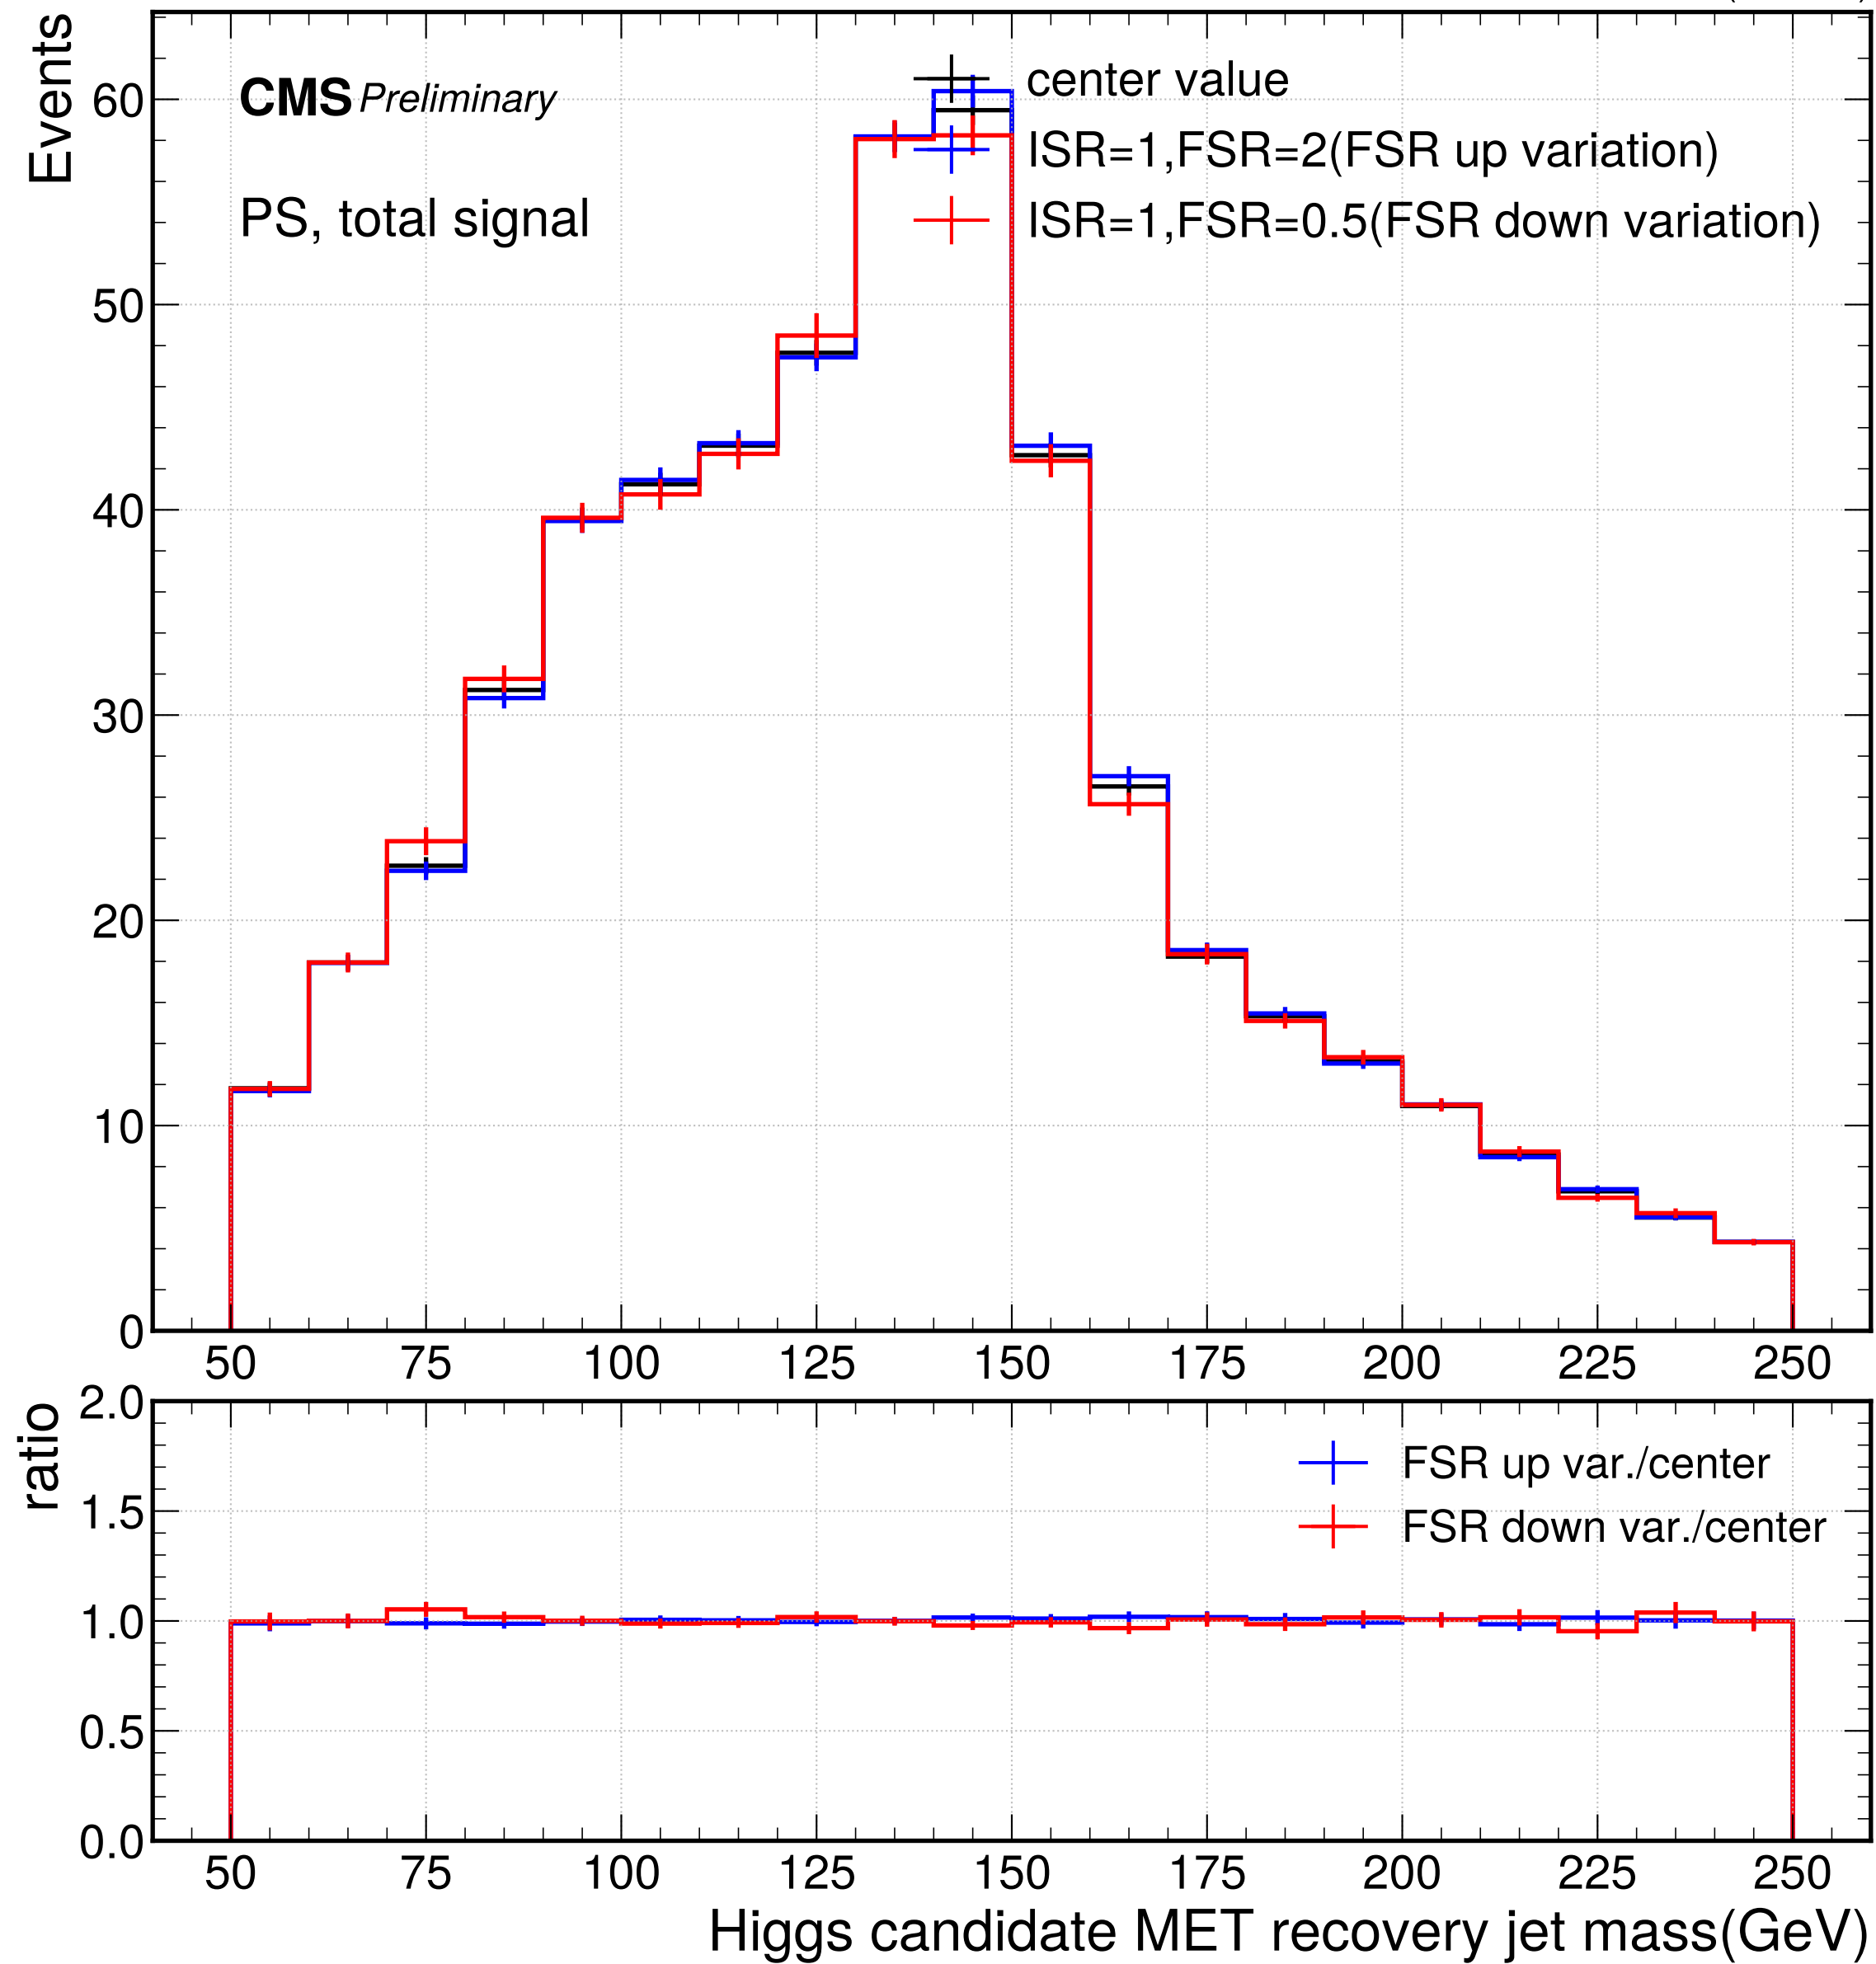 Events
CMS Preliminary
PS, total signal
center value
ISR=1,FSR=2(FSR up variation)
ISR=1,FSR=0.5(FSR down variation)
60
50
40
30
20
10
0
50 75 100 125 150 175 200 225 250
ratio
FSR up var./center
FSR down var./center
2.0
1.5
1.0
0.5
0.0
50 75 100 125 150 175 200 225 250
Higgs candidate MET recovery jet mass(GeV)